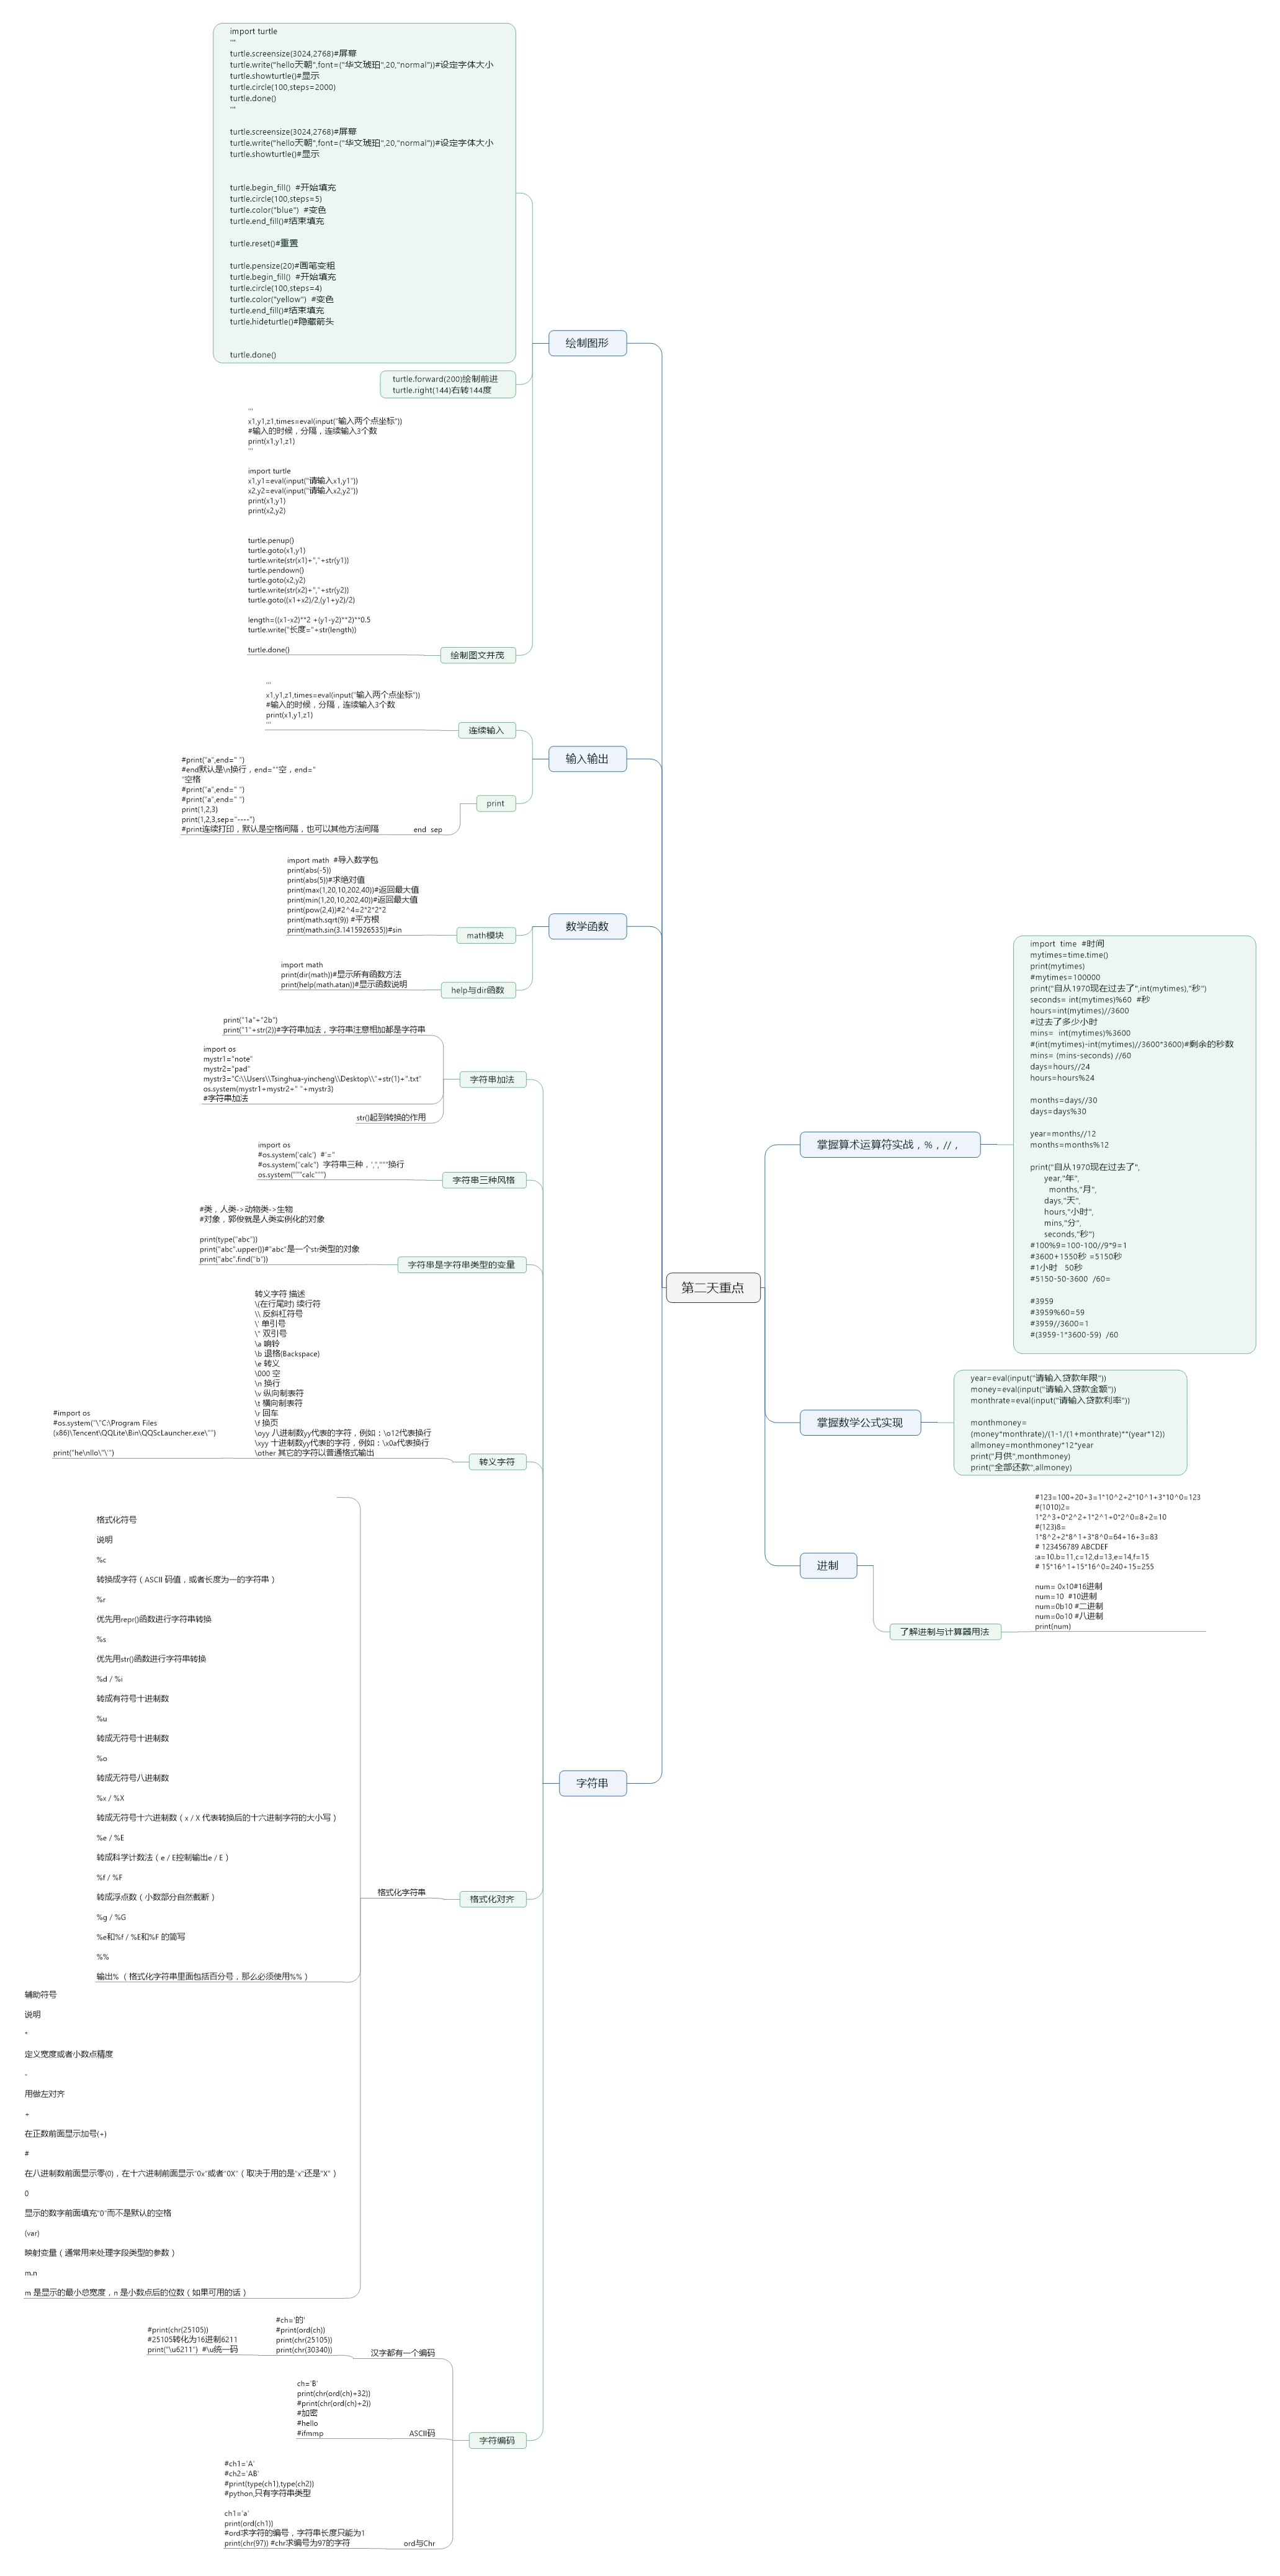 第二天重点
绘制图形
import turtle
'''
turtle.screensize(3024,2768)#屏幕
turtle.write("hello天朝",font=("华文琥珀",20,"normal"))#设定字体大小
turtle.showturtle()#显示
turtle.circle(100,steps=2000)
turtle.done()
'''
turtle.screensize(3024,2768)#屏幕
turtle.write("hello天朝",font=("华文琥珀",20,"normal"))#设定字体大小
turtle.showturtle()#显示
turtle.begin_fill()  #开始填充
turtle.circle(100,steps=5)
turtle.color("blue")  #变色
turtle.end_fill()#结束填充
turtle.reset()#重置
turtle.pensize(20)#画笔变粗
turtle.begin_fill()  #开始填充
turtle.circle(100,steps=4)
turtle.color("yellow")  #变色
turtle.end_fill()#结束填充
turtle.hideturtle()#隐藏箭头
turtle.done()
turtle.forward(200)绘制前进
turtle.right(144)右转144度
绘制图文并茂
'''
x1,y1,z1,times=eval(input("输入两个点坐标"))
#输入的时候，分隔，连续输入3个数
print(x1,y1,z1)
'''
import turtle
x1,y1=eval(input("请输入x1,y1"))
x2,y2=eval(input("请输入x2,y2"))
print(x1,y1)
print(x2,y2)
turtle.penup()
turtle.goto(x1,y1)
turtle.write(str(x1)+","+str(y1))
turtle.pendown()
turtle.goto(x2,y2)
turtle.write(str(x2)+","+str(y2))
turtle.goto((x1+x2)/2,(y1+y2)/2)
length=((x1-x2)**2 +(y1-y2)**2)**0.5
turtle.write("长度="+str(length))
turtle.done()
输入输出
连续输入
'''
x1,y1,z1,times=eval(input("输入两个点坐标"))
#输入的时候，分隔，连续输入3个数
print(x1,y1,z1)
'''
print
end  sep
#print("a",end=" ")
#end默认是\n换行，end=""空，end="
"空格
#print("a",end=" ")
#print("a",end=" ")
print(1,2,3)
print(1,2,3,sep="----")
#print连续打印，默认是空格间隔，也可以其他方法间隔
数学函数
math模块
import math  #导入数学包
print(abs(-5))
print(abs(5))#求绝对值
print(max(1,20,10,202,40))#返回最大值
print(min(1,20,10,202,40))#返回最大值
print(pow(2,4))#2^4=2*2*2*2
print(math.sqrt(9)) #平方根
print(math.sin(3.1415926535))#sin
help与dir函数
import math
print(dir(math))#显示所有函数方法
print(help(math.atan))#显示函数说明
字符串
字符串加法
print("1a"+"2b")
print("1"+str(2))#字符串加法，字符串注意相加都是字符串
import os
mystr1="note"
mystr2="pad"
mystr3="C:\\Users\\Tsinghua-yincheng\\Desktop\\"+str(1)+".txt"
os.system(mystr1+mystr2+" "+mystr3)
#字符串加法
str()起到转换的作用
字符串三种风格
import os
#os.system('calc')  #'="
#os.system("calc")  字符串三种，',","""换行
os.system("""calc""")
字符串是字符串类型的变量
#类，人类->动物类->生物
#对象，郭俊就是人类实例化的对象
print(type("abc"))
print("abc".upper())#"abc"是一个str类型的对象
print("abc".find("b"))
转义字符
转义字符 描述
\(在行尾时) 续行符
\\ 反斜杠符号
\' 单引号
\" 双引号
\a 响铃
\b 退格(Backspace)
\e 转义
\000 空
\n 换行
\v 纵向制表符
\t 横向制表符
\r 回车
\f 换页
\oyy 八进制数yy代表的字符，例如：\o12代表换行
\xyy 十进制数yy代表的字符，例如：\x0a代表换行
\other 其它的字符以普通格式输出
#import os
#os.system("\"C:\Program Files
(x86)\Tencent\QQLite\Bin\QQScLauncher.exe\"")
print("he\nllo\"\'")
格式化对齐
格式化字符串
格式化符号
说明
%c
转换成字符（ASCII 码值，或者长度为一的字符串）
%r
优先用repr()函数进行字符串转换
%s
优先用str()函数进行字符串转换
%d / %i
转成有符号十进制数
%u
转成无符号十进制数
%o
转成无符号八进制数
%x / %X
转成无符号十六进制数（x / X 代表转换后的十六进制字符的大小写）
%e / %E
转成科学计数法（e / E控制输出e / E）
%f / %F
转成浮点数（小数部分自然截断）
%g / %G
%e和%f / %E和%F 的简写
%%
输出% （格式化字符串里面包括百分号，那么必须使用%% ）
辅助符号
说明
*
定义宽度或者小数点精度
-
用做左对齐
+
在正数前面显示加号(+)
#
在八进制数前面显示零(0)，在十六进制前面显示"0x"或者"0X"（取决于用的是"x"还是"X"）
0
显示的数字前面填充"0"而不是默认的空格
(var)
映射变量（通常用来处理字段类型的参数）
m.n
m 是显示的最小总宽度，n 是小数点后的位数（如果可用的话）
字符编码
汉字都有一个编码
#ch='的'
#print(ord(ch))
print(chr(25105))
print(chr(30340))
#print(chr(25105))
#25105转化为16进制6211
print("\u6211")  #\u统一码
ASCII码
ch='B'
print(chr(ord(ch)+32))
#print(chr(ord(ch)+2))
#加密
#hello
#ifmmp
ord与Chr
#ch1='A'
#ch2='AB'
#print(type(ch1),type(ch2))
#python,只有字符串类型
ch1='a'
print(ord(ch1))
#ord求字符的编号，字符串长度只能为1
print(chr(97)) #chr求编号为97的字符
掌握算术运算符实战，%，//，
import  time  #时间
mytimes=time.time()
print(mytimes)
#mytimes=100000
print("自从1970现在过去了",int(mytimes),"秒")
seconds= int(mytimes)%60  #秒
hours=int(mytimes)//3600
#过去了多少小时
mins=  int(mytimes)%3600
#(int(mytimes)-int(mytimes)//3600*3600)#剩余的秒数
mins= (mins-seconds) //60
days=hours//24
hours=hours%24
months=days//30
days=days%30
year=months//12
months=months%12
print("自从1970现在过去了",
year,"年",
months,"月",
days,"天",
hours,"小时",
mins,"分",
seconds,"秒")
#100%9=100-100//9*9=1
#3600+1550秒 =5150秒
#1小时   50秒
#5150-50-3600  /60=
#3959
#3959%60=59
#3959//3600=1
#(3959-1*3600-59)  /60
掌握数学公式实现
year=eval(input("请输入贷款年限"))
money=eval(input("请输入贷款金额"))
monthrate=eval(input("请输入贷款利率"))
monthmoney=
(money*monthrate)/(1-1/(1+monthrate)**(year*12))
allmoney=monthmoney*12*year
print("月供",monthmoney)
print("全部还款",allmoney)
进制
了解进制与计算器用法
#123=100+20+3=1*10^2+2*10^1+3*10^0=123
#(1010)2=
1*2^3+0*2^2+1*2^1+0*2^0=8+2=10
#(123)8=
1*8^2+2*8^1+3*8^0=64+16+3=83
# 123456789 ABCDEF
:a=10.b=11,c=12,d=13,e=14,f=15
# 15*16^1+15*16^0=240+15=255
num= 0x10#16进制
num=10  #10进制
num=0b10 #二进制
num=0o10 #八进制
print(num)